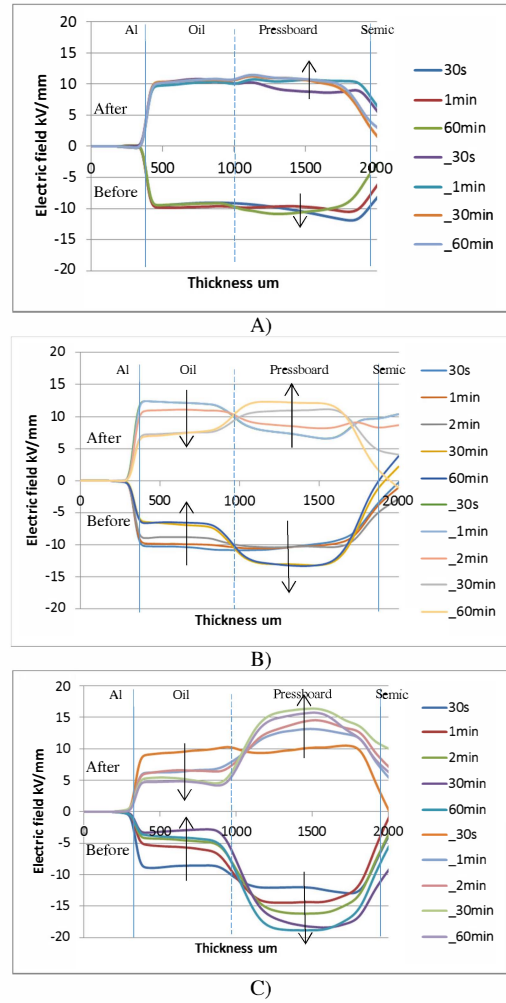 Al Oil Pressboard Semic
20
15
10
5
0
-5
-10
-15
-20
0 500 1000 1500 2000
After
Before
Electric field kV/mm
Thickness um
30s
1min
60min
_30s
_1min
_30min
_60min
A)
Al Oil Pressboard Semic
20
15
10
5
0
-5
-10
-15
-20
0 500 1000 1500 2000
After
Before
Electric field kV/mm
Thickness um
30s
1min
2min
30min
60min
_30s
_1min
_2min
_30min
_60min
B)
Al Oil Pressboard Semic
20
15
10
5
0
-5
-10
-15
-20
0 500 1000 1500 2000
After
Before
Electric field kV/mm
Thickness um
30s
1min
2min
30min
60min
_30s
_1min
_2min
_30min
_60min
C)